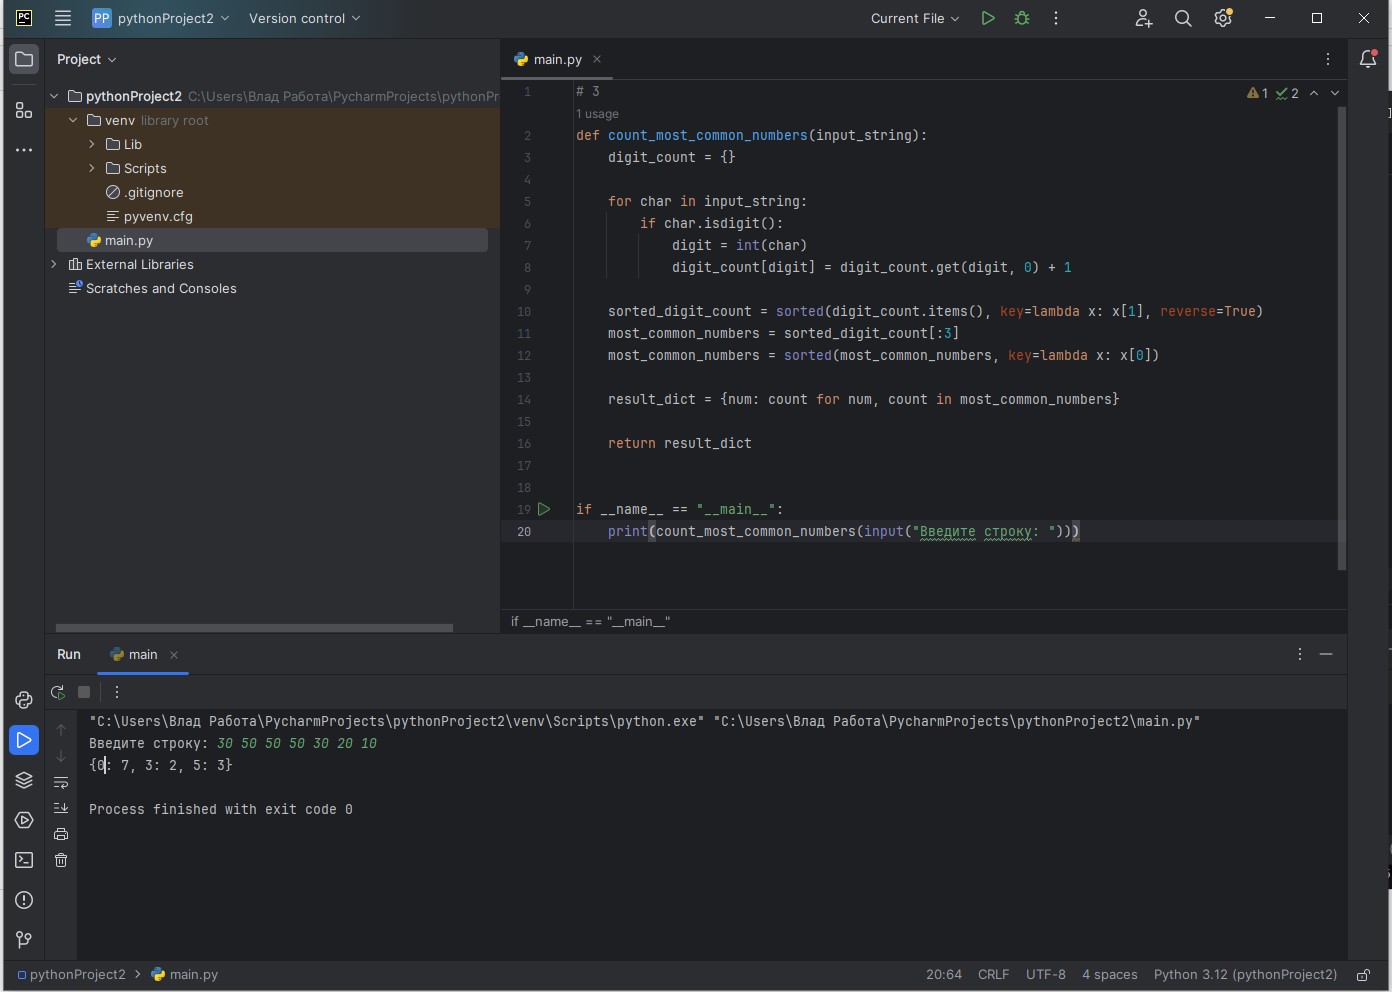 PC PP pythonProject2 Version control Current File
Project
pythonProject2 C:\Users\Влад Работа\PycharmProjects\pythonPr
venv library root
Lib
Scripts
.gitignore
pyvenv.cfg
main.py
External Libraries
Scratches and Consoles
main.py
1 2
1 # 3
1 usage
2 def count_most_common_numbers(input_string):
3     digit_count = {}
4
5     for char in input_string:
6         if char.isdigit():
7             digit = int(char)
8             digit_count[digit] = digit_count.get(digit, 0) + 1
9
10     sorted_digit_count = sorted(digit_count.items(), key=lambda x: x[1], reverse=True)
11     most_common_numbers = sorted_digit_count[:3]
12     most_common_numbers = sorted(most_common_numbers, key=lambda x: x[0])
13
14     result_dict = {num: count for num, count in most_common_numbers}
15
16     return result_dict
17
18
19 if __name__ == "__main__":
20     print(count_most_common_numbers(input("Введите строку: ")))
if __name__ == "__main__"
Run main
"C:\Users\Влад Работа\PycharmProjects\pythonProject2\venv\Scripts\python.exe" "C:\Users\Влад Работа\PycharmProjects\pythonProject2\main.py"
Введите строку: 30 50 50 50 30 20 10
{0: 7, 3: 2, 5: 3}
Process finished with exit code 0
pythonProject2 > main.py 20:64 CRLF UTF-8 4 spaces Python 3.12 (pythonProject2)